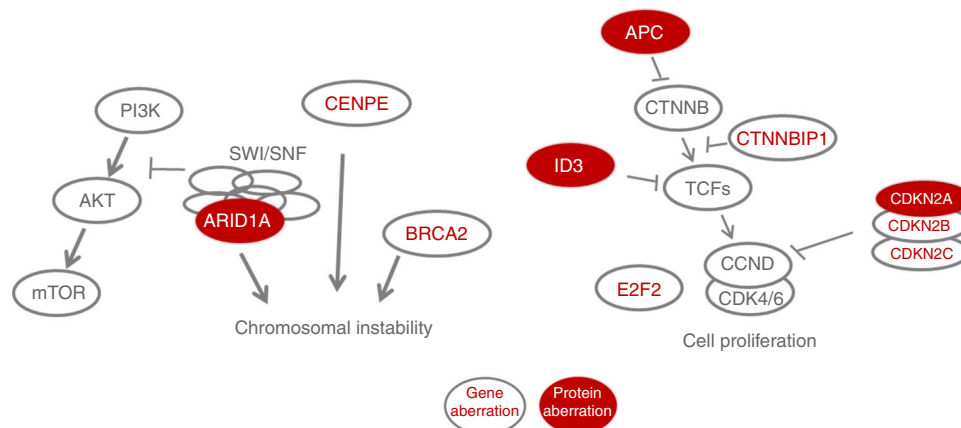 PI3K
AKT
mTOR
SWI/SNF
ARID1A
CENPE
BRCA2
Chromosomal instability
APC
CTNNB
CTNNBIP1
ID3
TCFs
CDKN2A
CDKN2B
CDKN2C
CCND
CDK4/6
E2F2
Cell proliferation
Gene
aberration
Protein
aberration